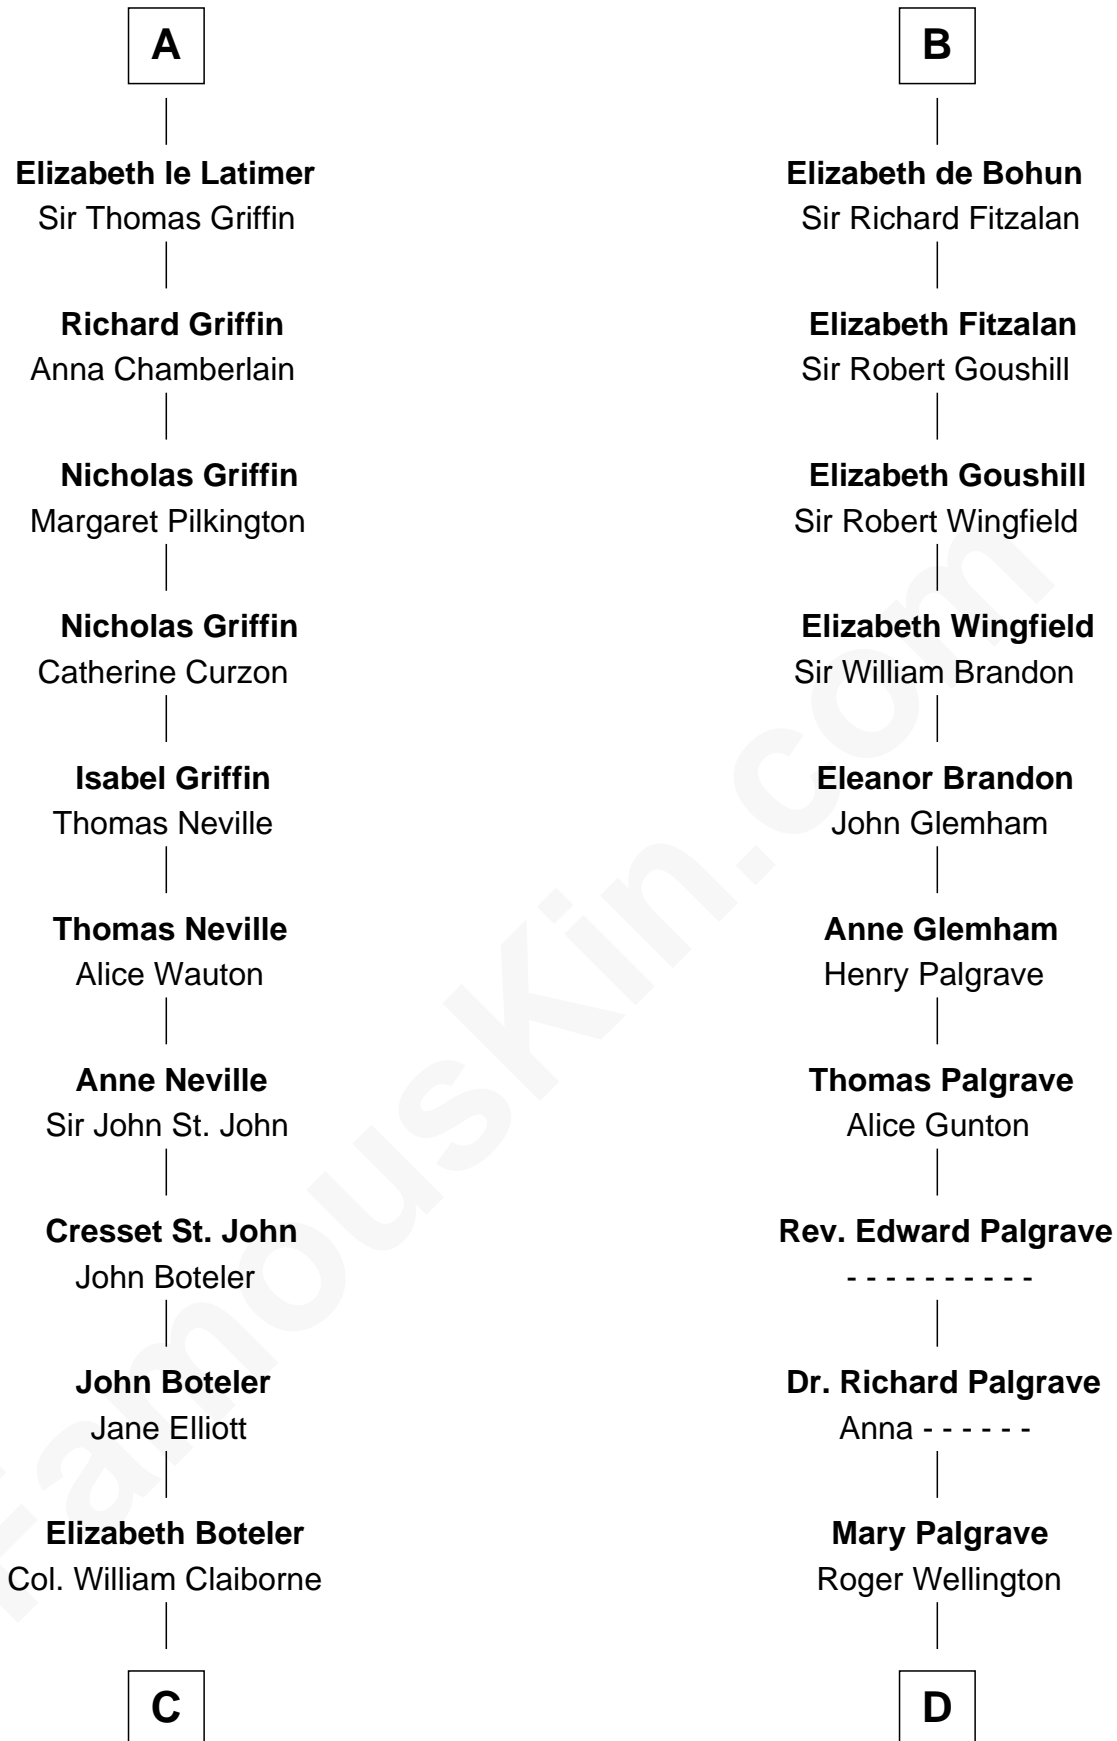 A
Elizabeth le Latimer
Sir Thomas Griffin
Richard Griffin
Anna Chamberlain
Nicholas Griffin
Margaret Pilkington
Nicholas Griffin
Catherine Curzon
Isabel Griffin
Thomas Neville
Thomas Neville
Alice Wauton
Anne Neville
Sir John St. John
Cresset St. John
John Boteler
John Boteler
Jane Elliott
Elizabeth Boteler
Col. William Claiborne
C
B
Elizabeth de Bohun
Sir Richard Fitzalan
Elizabeth Fitzalan
Sir Robert Goushill
Elizabeth Goushill
Sir Robert Wingfield
Elizabeth Wingfield
Sir William Brandon
Eleanor Brandon
John Glemham
Anne Glemham
Henry Palgrave
Thomas Palgrave
Alice Gunton
Rev. Edward Palgrave
- - - - - - - - - -
Dr. Richard Palgrave
Anna - - - - - -
Mary Palgrave
Roger Wellington
D
FamousKin.com